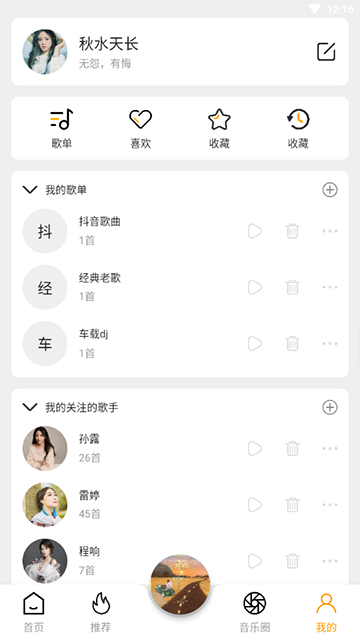 12:16
秋水天长
无怨，有悔
歌单
喜欢
收藏
收藏
我的歌单
抖
抖音歌曲
1首
经
经典老歌
1首
车
车载dj
1首
我的关注的歌手
孙露
26首
雷婷
45首
程响
7首
首页
推荐
音乐圈
我的